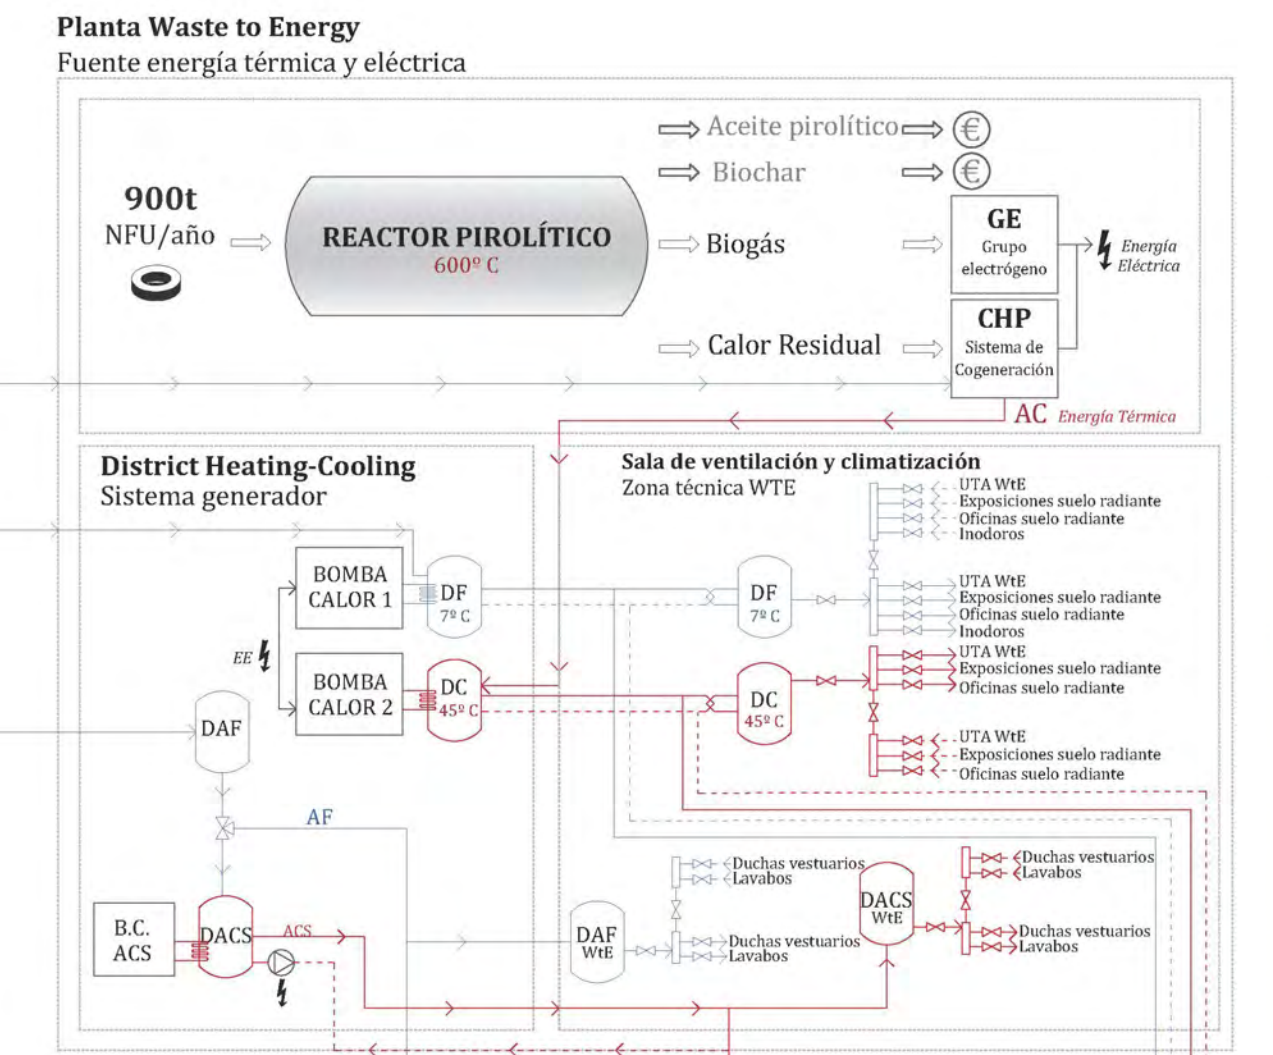 Planta Waste to Energy
Fuente energía térmica y eléctrica
900t
NFU/año
REACTOR PIROLÍTICO
600º C
Aceite pirolítico
€
Biochar
€
Biogás
Calor Residual
GE
Grupo
electrógeno
Energía
Eléctrica
CHP
Sistema de
Cogeneración
AC Energía Térmica
District Heating-Cooling
Sistema generador
BOMBA
CALOR 1
DF
7º C
EE
BOMBA
CALOR 2
DC
45º C
DAF
AF
B.C.
ACS
DACS
ACS
Sala de ventilación y climatización
Zona técnica WTE
UTA WtE
Exposiciones suelo radiante
Oficinas suelo radiante
Inodoros
DF
7º C
UTA WtE
Exposiciones suelo radiante
Oficinas suelo radiante
Inodoros
UTA WtE
Exposiciones suelo radiante
Oficinas suelo radiante
DC
45º C
UTA WtE
Exposiciones suelo radiante
Oficinas suelo radiante
Duchas vestuarios
Lavabos
DAF
WtE
Duchas vestuarios
Lavabos
DACS
WtE
Duchas vestuarios
Lavabos
Duchas vestuarios
Lavabos